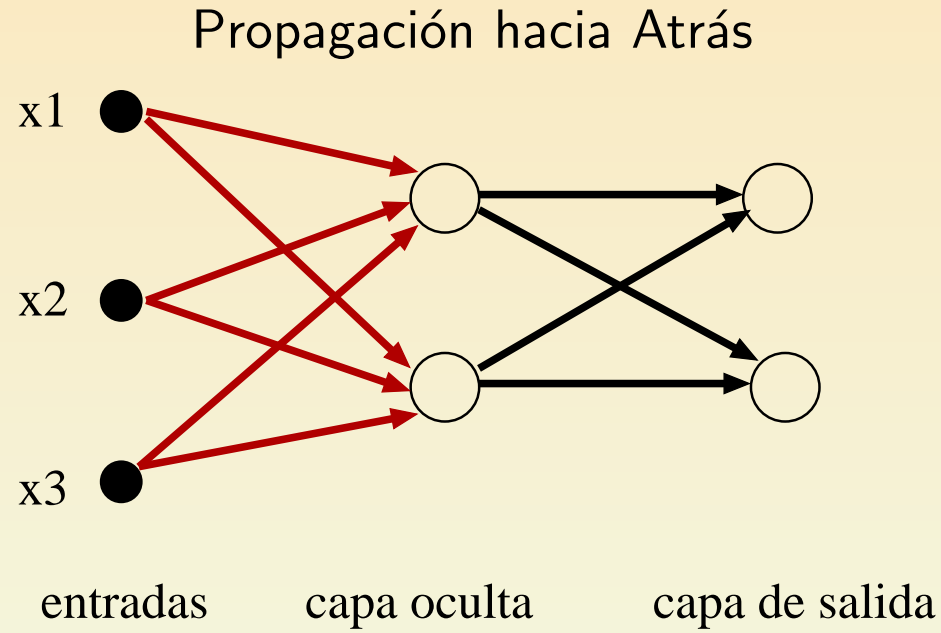 Propagación hacia Atrás
x1
x2
x3
entradas capa oculta capa de salida